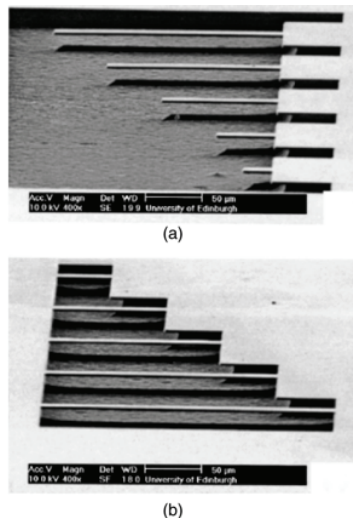 Acc.V Magn Det WD 50 µm
10.0 kV 400x SE 19.9 University of Edinburgh
(a)
Acc.V Magn Det WD 50 µm
10.0 kV 400x SE 18.0 University of Edinburgh
(b)